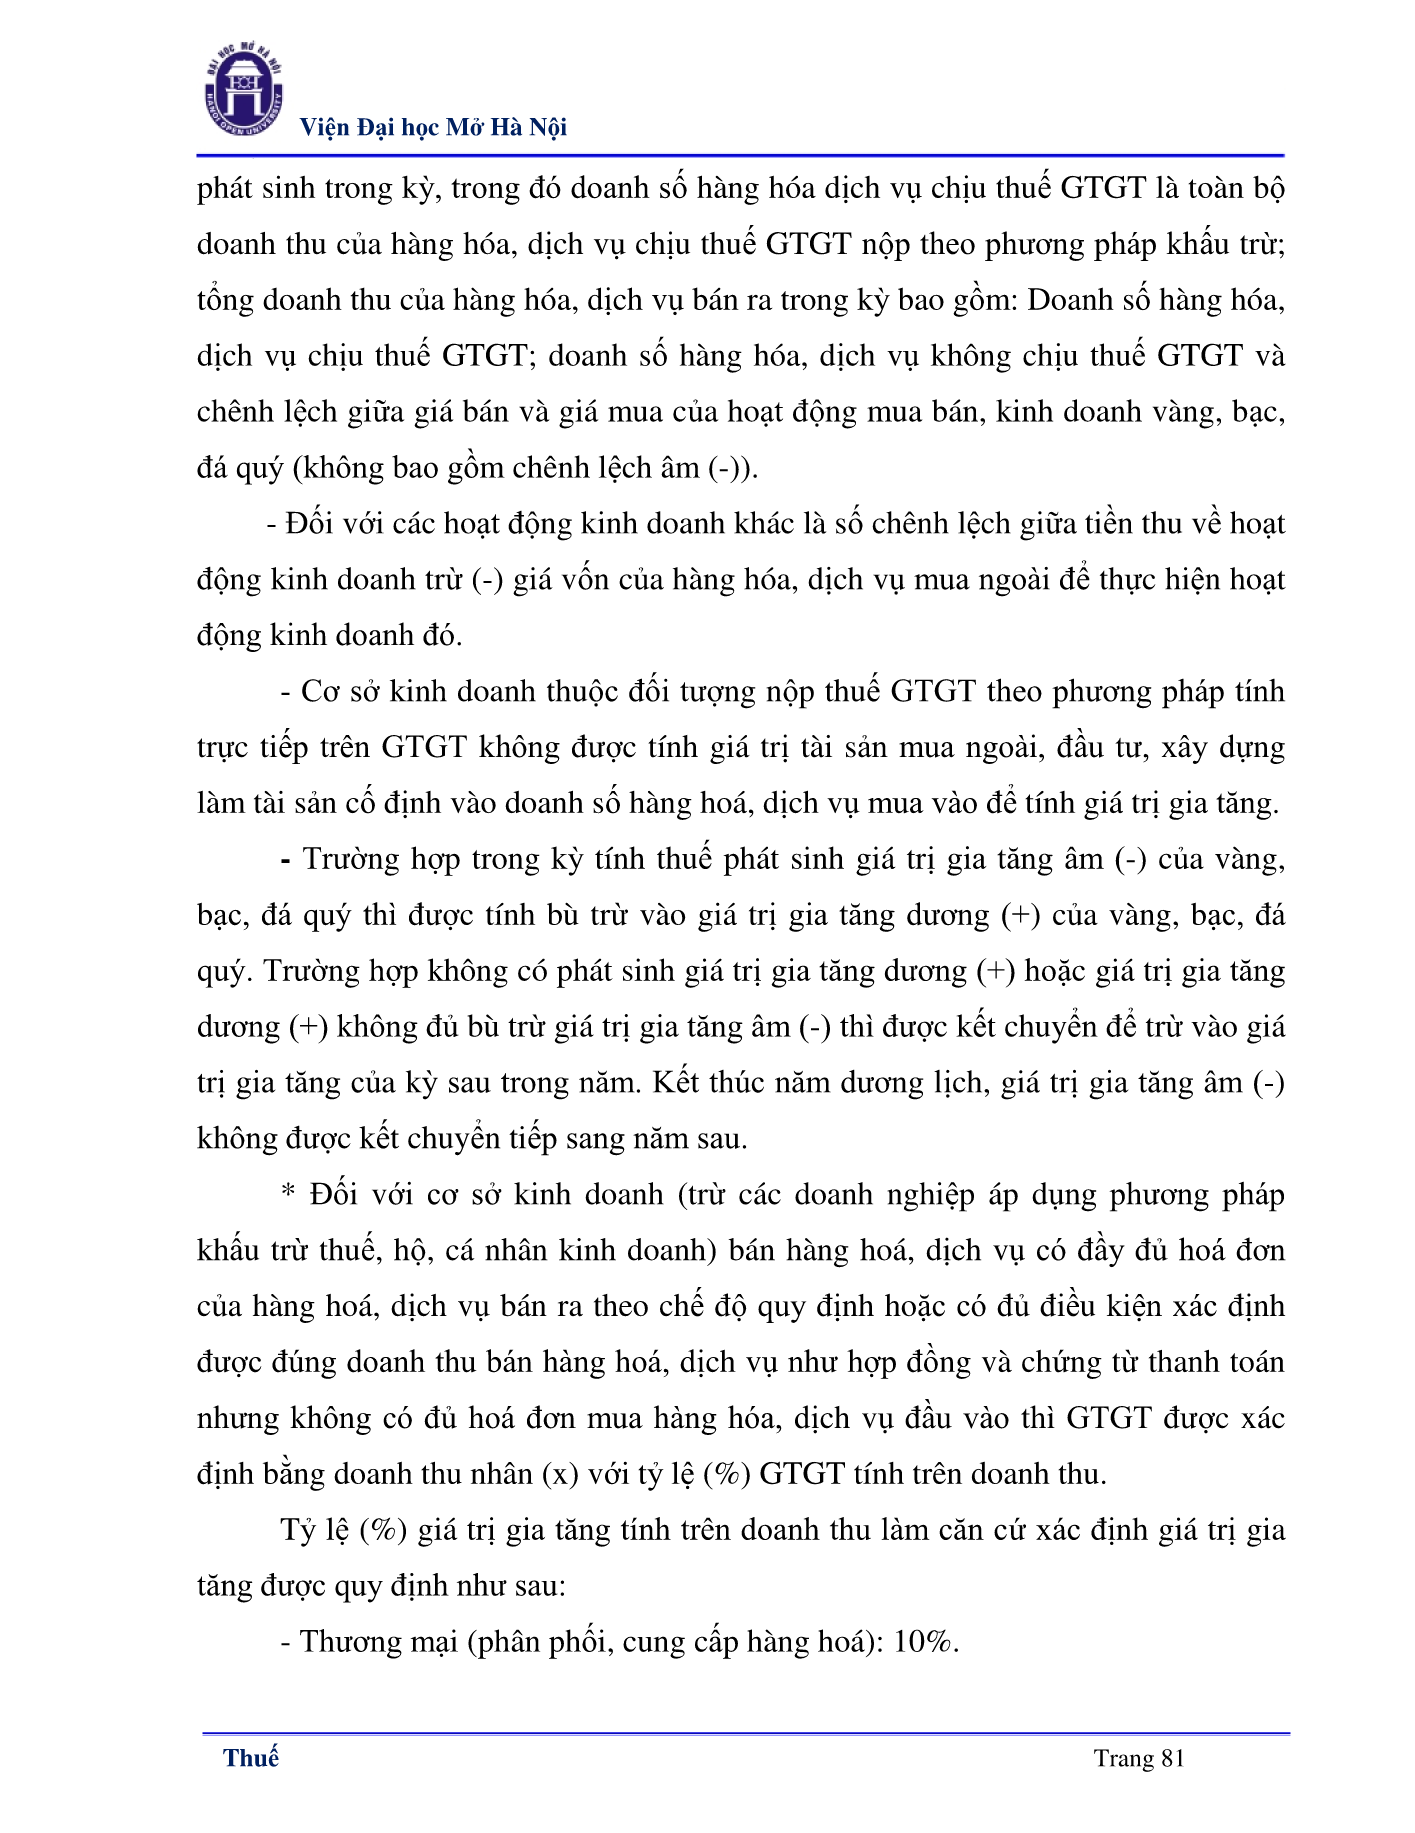 ĐẠI HỌC MỞ HÀ NỘI
HANOI OPEN UNIVERSITY
Viện Đại học Mở Hà Nội
phát sinh trong kỳ, trong đó doanh số hàng hóa dịch vụ chịu thuế GTGT là toàn bộ
doanh thu của hàng hóa, dịch vụ chịu thuế GTGT nộp theo phương pháp khấu trừ;
tổng doanh thu của hàng hóa, dịch vụ bán ra trong kỳ bao gồm: Doanh số hàng hóa,
dịch vụ chịu thuế GTGT; doanh số hàng hóa, dịch vụ không chịu thuế GTGT và
chênh lệch giữa giá bán và giá mua của hoạt động mua bán, kinh doanh vàng, bạc,
đá quý (không bao gồm chênh lệch âm (-)).
- Đối với các hoạt động kinh doanh khác là số chênh lệch giữa tiền thu về hoạt
động kinh doanh trừ (-) giá vốn của hàng hóa, dịch vụ mua ngoài để thực hiện hoạt
động kinh doanh đó.
- Cơ sở kinh doanh thuộc đối tượng nộp thuế GTGT theo phương pháp tính
trực tiếp trên GTGT không được tính giá trị tài sản mua ngoài, đầu tư, xây dựng
làm tài sản cố định vào doanh số hàng hoá, dịch vụ mua vào để tính giá trị gia tăng.
- Trường hợp trong kỳ tính thuế phát sinh giá trị gia tăng âm (-) của vàng,
bạc, đá quý thì được tính bù trừ vào giá trị gia tăng dương (+) của vàng, bạc, đá
quý. Trường hợp không có phát sinh giá trị gia tăng dương (+) hoặc giá trị gia tăng
dương (+) không đủ bù trừ giá trị gia tăng âm (-) thì được kết chuyển để trừ vào giá
trị gia tăng của kỳ sau trong năm. Kết thúc năm dương lịch, giá trị gia tăng âm (-)
không được kết chuyển tiếp sang năm sau.
* Đối với cơ sở kinh doanh (trừ các doanh nghiệp áp dụng phương pháp
khấu trừ thuế, hộ, cá nhân kinh doanh) bán hàng hoá, dịch vụ có đầy đủ hoá đơn
của hàng hoá, dịch vụ bán ra theo chế độ quy định hoặc có đủ điều kiện xác định
được đúng doanh thu bán hàng hoá, dịch vụ như hợp đồng và chứng từ thanh toán
nhưng không có đủ hoá đơn mua hàng hóa, dịch vụ đầu vào thì GTGT được xác
định bằng doanh thu nhân (x) với tỷ lệ (%) GTGT tính trên doanh thu.
Tỷ lệ (%) giá trị gia tăng tính trên doanh thu làm căn cứ xác định giá trị gia
tăng được quy định như sau:
- Thương mại (phân phối, cung cấp hàng hoá): 10%.
Thuế
Trang 81